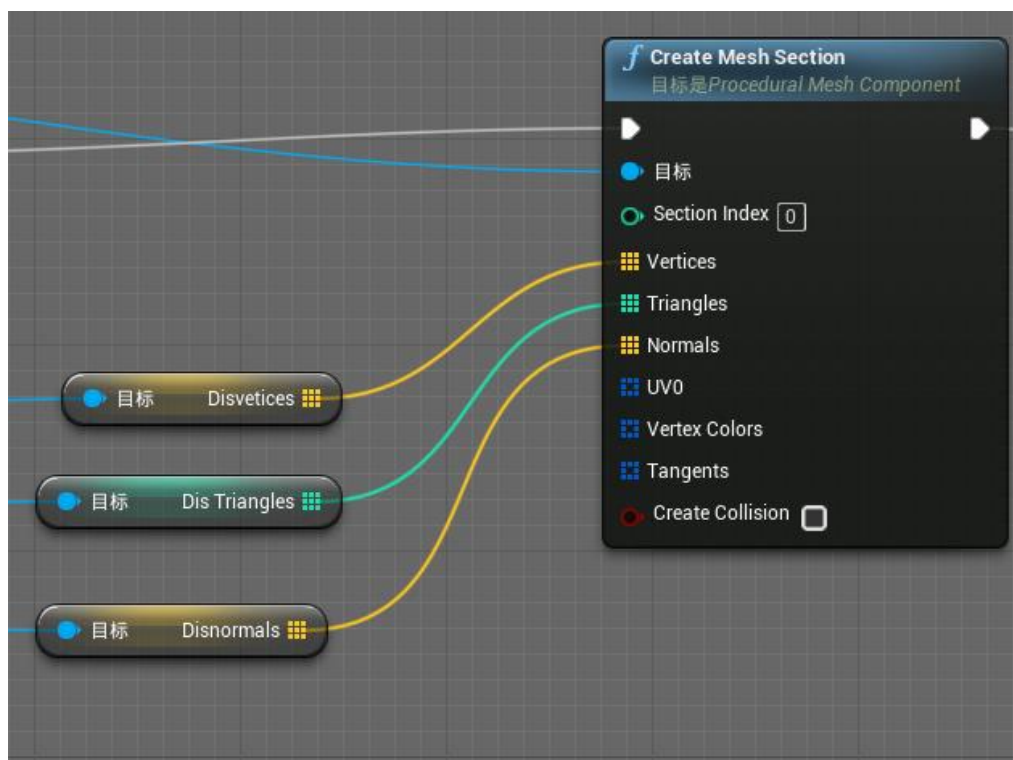 f Create Mesh Section
目标是Procedural Mesh Component
目标
Section Index 0
Vertices
Triangles
Normals
UV0
Vertex Colors
Tangents
Create Collision
目标 Disvetices
目标 Dis Triangles
目标 Disnormals